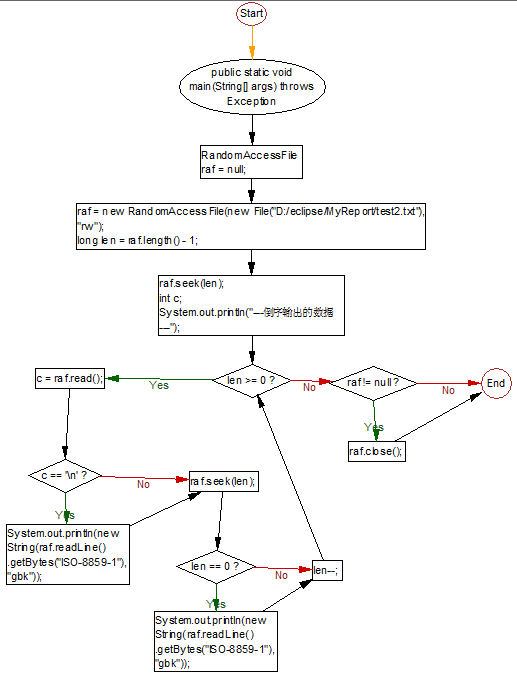 Start
public static void
main(String[] args) throws
Exception
RandomAccessFile
raf = null;
raf = new RandomAccessFile(new File("D:/eclipse/MyReport/test2.txt"),
"rw");
long len = raf.length() - 1;
raf.seek(len);
int c;
System.out.println("---倒序输出的数据
---");
c = raf.read();
Yes
len >= 0 ?
No
raf != null ?
No
End
Yes
raf.close();
c == '\n' ?
No
raf.seek(len);
Yes
System.out.println(new
String(raf.readLine()
.getBytes("ISO-8859-1"),
"gbk"));
len == 0 ?
No
len--;
Yes
System.out.println(new
String(raf.readLine()
.getBytes("ISO-8859-1"),
"gbk"));